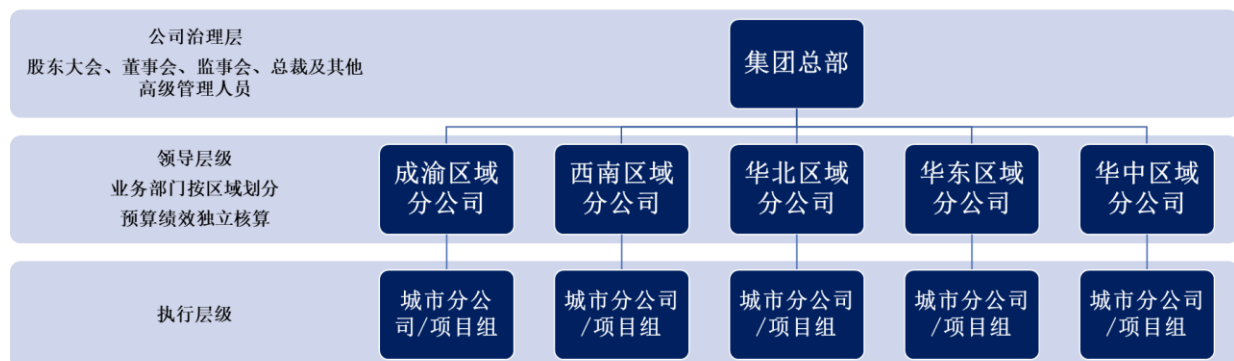 公司治理层
股东大会、董事会、监事会、总裁及其他
高级管理人员
集团总部
领导层级
业务部门按区域划分
预算绩效独立核算
成渝区域
分公司
西南区域
分公司
华北区域
分公司
华东区域
分公司
华中区域
分公司
执行层级
城市分公
司/项目组
城市分公司
/项目组
城市分公司
/项目组
城市分公司
/项目组
城市分公司
/项目组